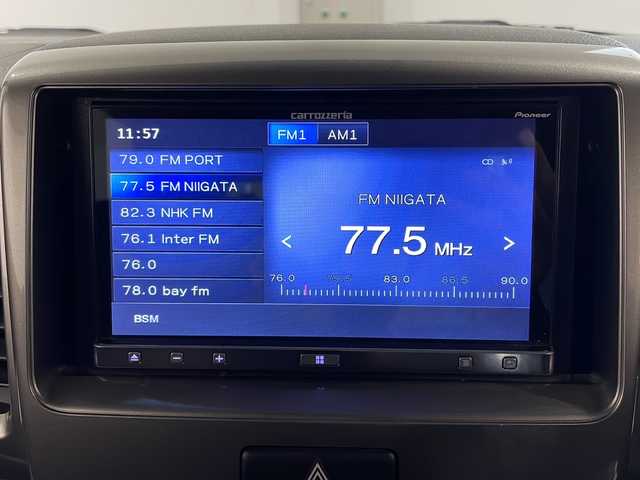 carrozzeria
Pioneer
11:57
FM1 AM1
79.0 FM PORT
77.5 FM NIIGATA
82.3 NHK FM
76.1 Inter FM
76.0
78.0 bay fm
FM NIIGATA
< 77.5 MHz >
76.0 79.5 83.0 86.5 90.0
BSM